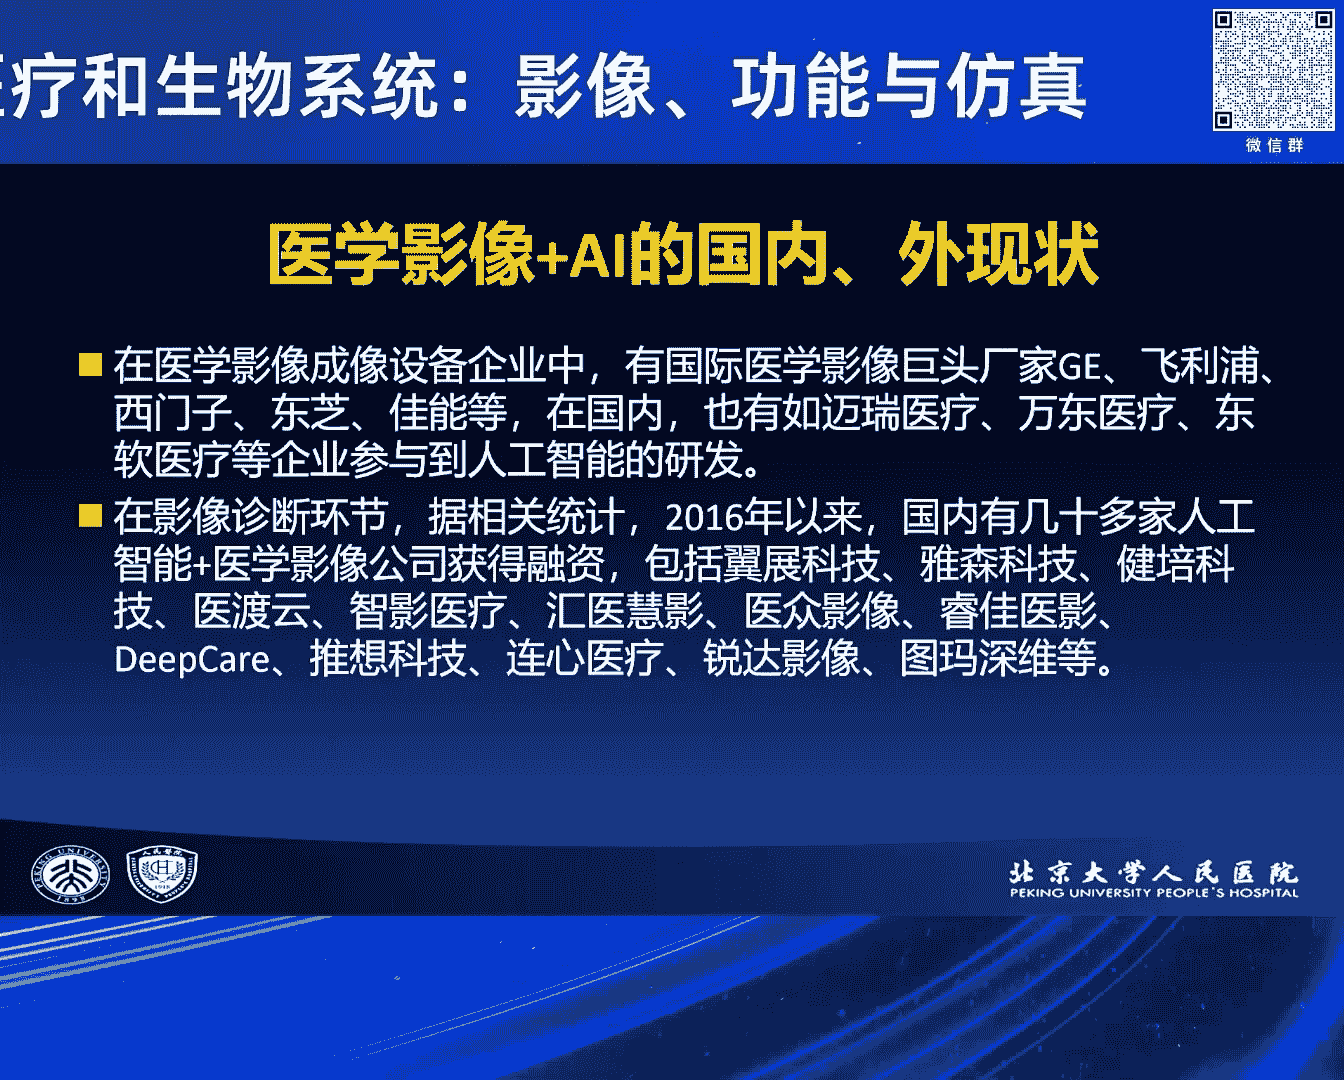 医疗和生物系统：影像、功能与仿真
微信群
医学影像+AI的国内、外现状
在医学影像成像设备企业中，有国际医学影像巨头厂家GE、飞利浦、
西门子、东芝、佳能等，在国内，也有如迈瑞医疗、万东医疗、东
软医疗等企业参与到人工智能的研发。
在影像诊断环节，据相关统计，2016年以来，国内有几十多家人工
智能+医学影像公司获得融资，包括翼展科技、雅森科技、健培科
技、医渡云、智影医疗、汇医慧影、医众影像、睿佳医影、
DeepCare、推想科技、连心医疗、锐达影像、图玛深维等。
PEKING UNIVERSITY
1898
人民医院
1918
北京大学人民医院
PEKING UNIVERSITY PEOPLE'S HOSPITAL